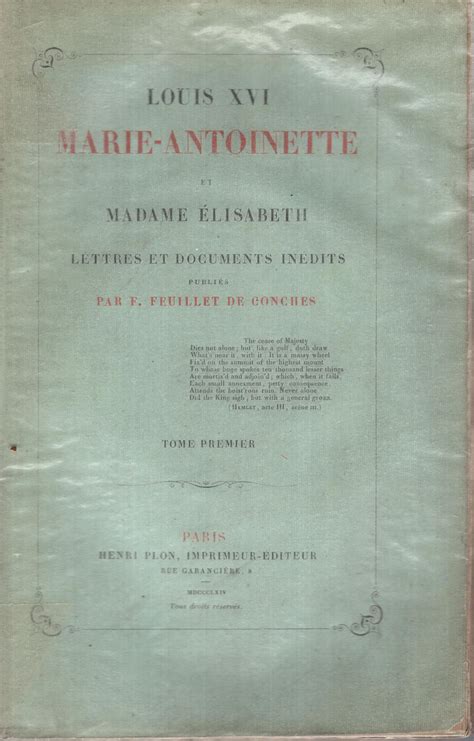 LOUIS XVI
MARIE-ANTOINETTE
ET
MADAME ÉLISABETH
LETTRES ET DOCUMENTS INÉDITS
PUBLIÉS
PAR F. FEUILLET DE CONCHES
The cease of Majesty
Dies not alone; but like a gulf, doth draw
What's near it, with it. It is a massy wheel
Fix'd on the summit of the highest mount
To whose huge spokes ten thousand lesser things
Are mortis'd and adjoin'd; which, when it falls,
Each small annexment, petty consequence
Attends the boist'rous ruin. Never alone
Did the King sigh, but with a general groan.
(HAMLET, acte III, scène III.)
TOME PREMIER
PARIS
HENRI PLON, IMPRIMEUR-ÉDITEUR
RUE GARANCIÈRE, 8
MDCCCLXIV
Tous droits réservés.